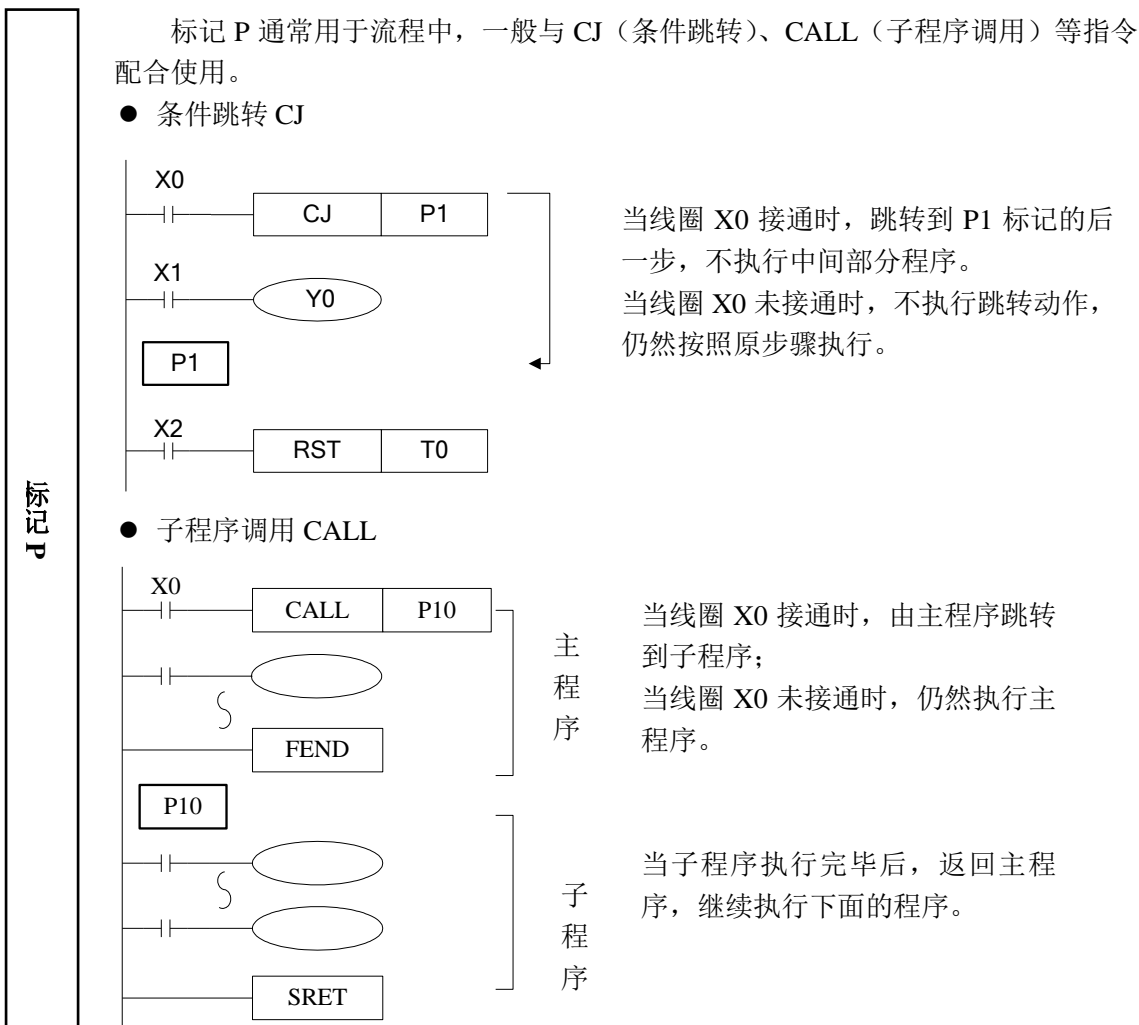 标记 P 通常用于流程中，一般与 CJ（条件跳转）、CALL（子程序调用）等指令
配合使用。
● 条件跳转 CJ
X0
CJ P1
X1
Y0
P1
X2
RST T0
当线圈 X0 接通时，跳转到 P1 标记的后
一步，不执行中间部分程序。
当线圈 X0 未接通时，不执行跳转动作，
仍然按照原步骤执行。
标记 P
● 子程序调用 CALL
X0
CALL P10
FEND
主程序
当线圈 X0 接通时，由主程序跳转
到子程序；
当线圈 X0 未接通时，仍然执行主
程序。
P10
SRET
子程序
当子程序执行完毕后，返回主程
序，继续执行下面的程序。